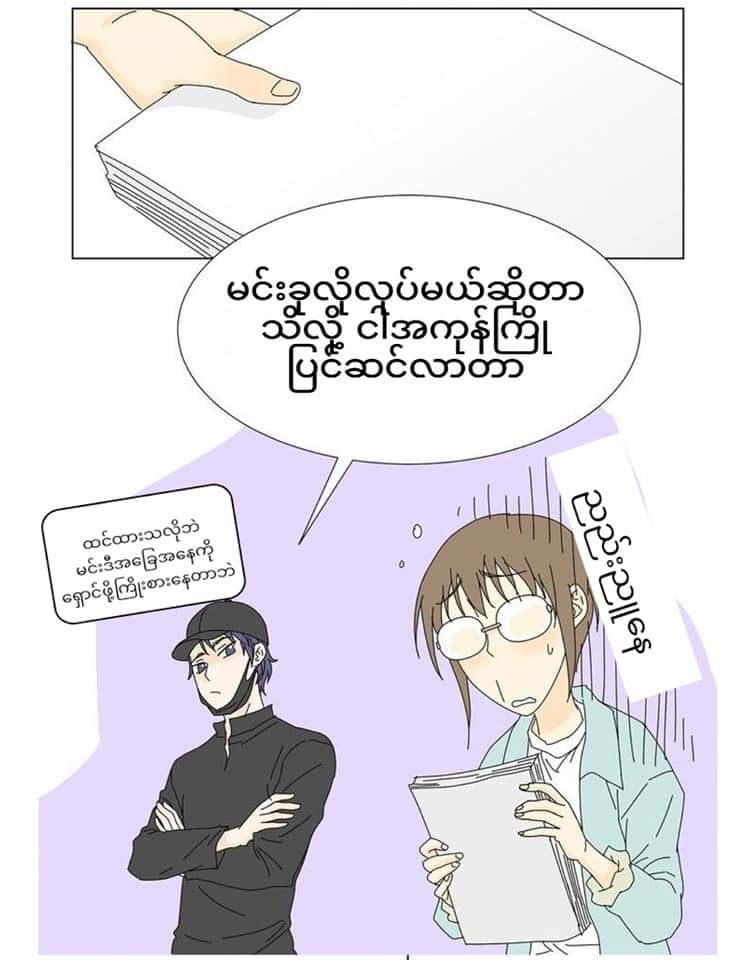 မင်းခုလိုလုပ်မယ်ဆိုတာ
သိလို့ ငါအကုန်ကြို
ပြင်ဆင်လာတာ
ထင်ထားသလိုဘဲ
မင်းဒီအခြေအနေကို
ရှောင်ဖို့ကြိုးစားနေတာဘဲ
ညည်းညူနေ